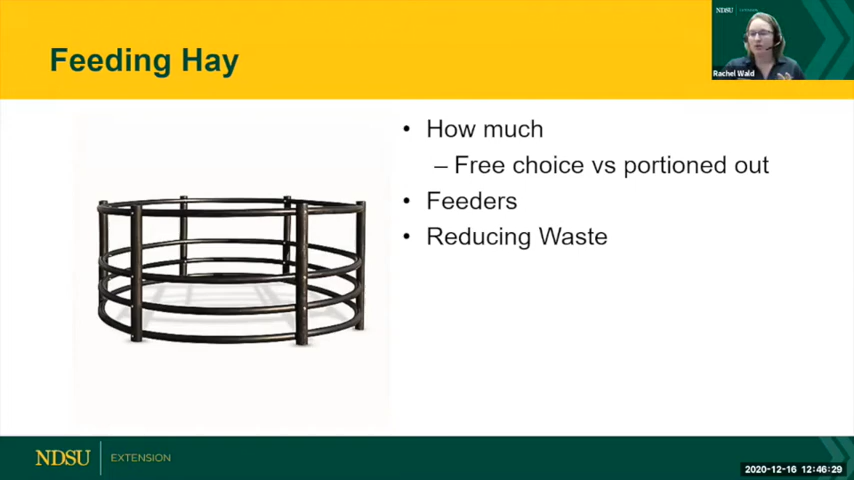 NDSU
Feeding Hay
Rachel Wald
• How much
– Free choice vs portioned out
• Feeders
• Reducing Waste
NDSU EXTENSION
2020-12-16 12:46:29